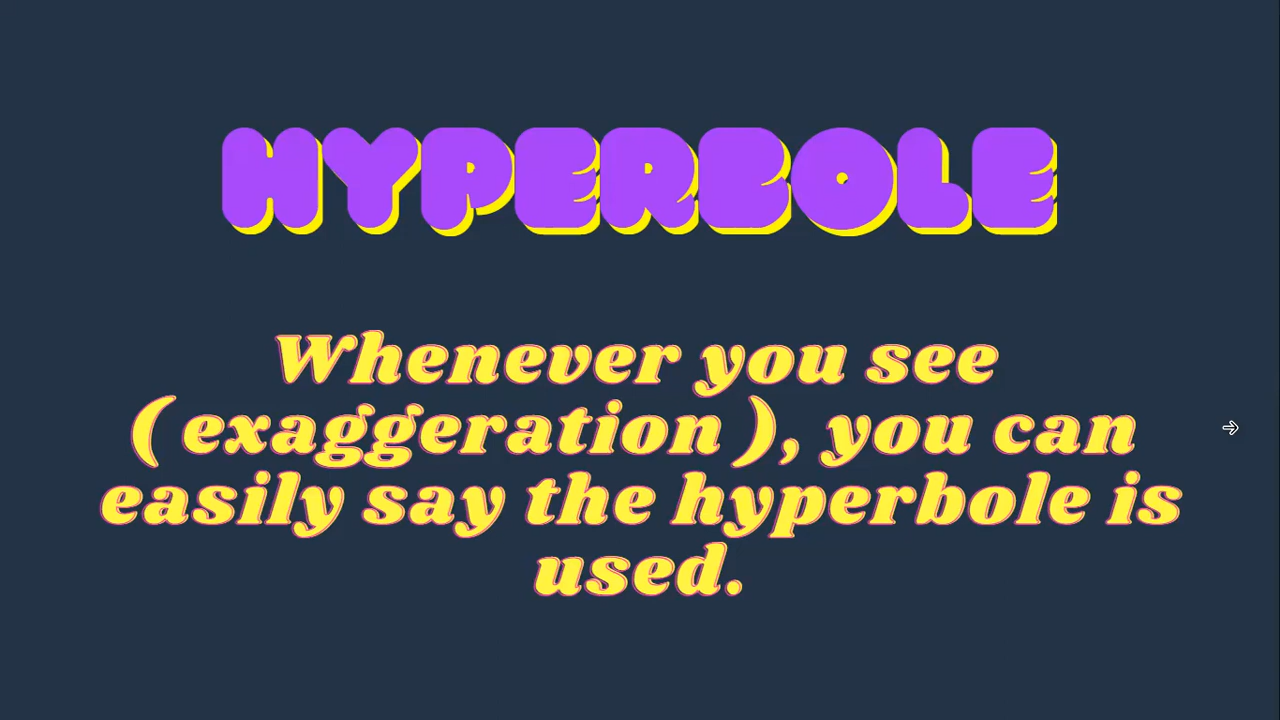 HYPERBOLE
Whenever you see
( exaggeration ), you can
easily say the hyperbole is
used.